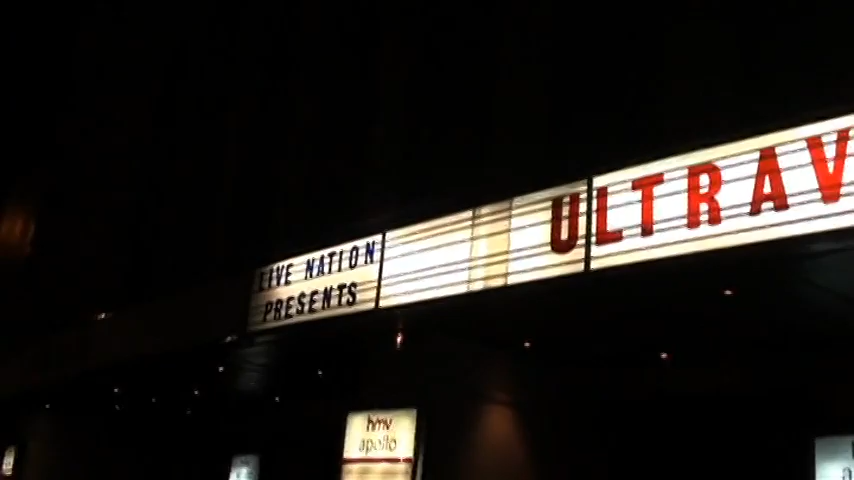 LIVE NATION
PRESENTS
ULTRAV
hmv
apollo